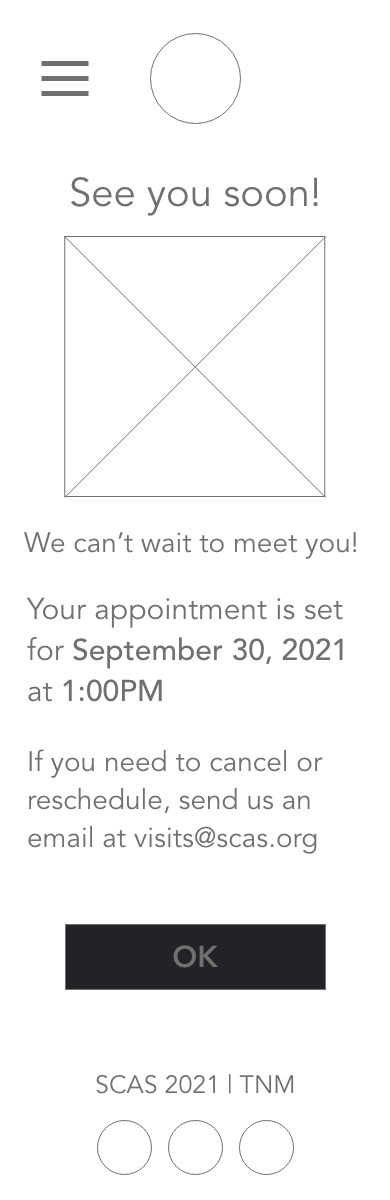 See you soon!
We can’t wait to meet you!
Your appointment is set
for September 30, 2021
at 1:00PM
If you need to cancel or
reschedule, send us an
email at visits@scas.org
OK
SCAS 2021 | TNM